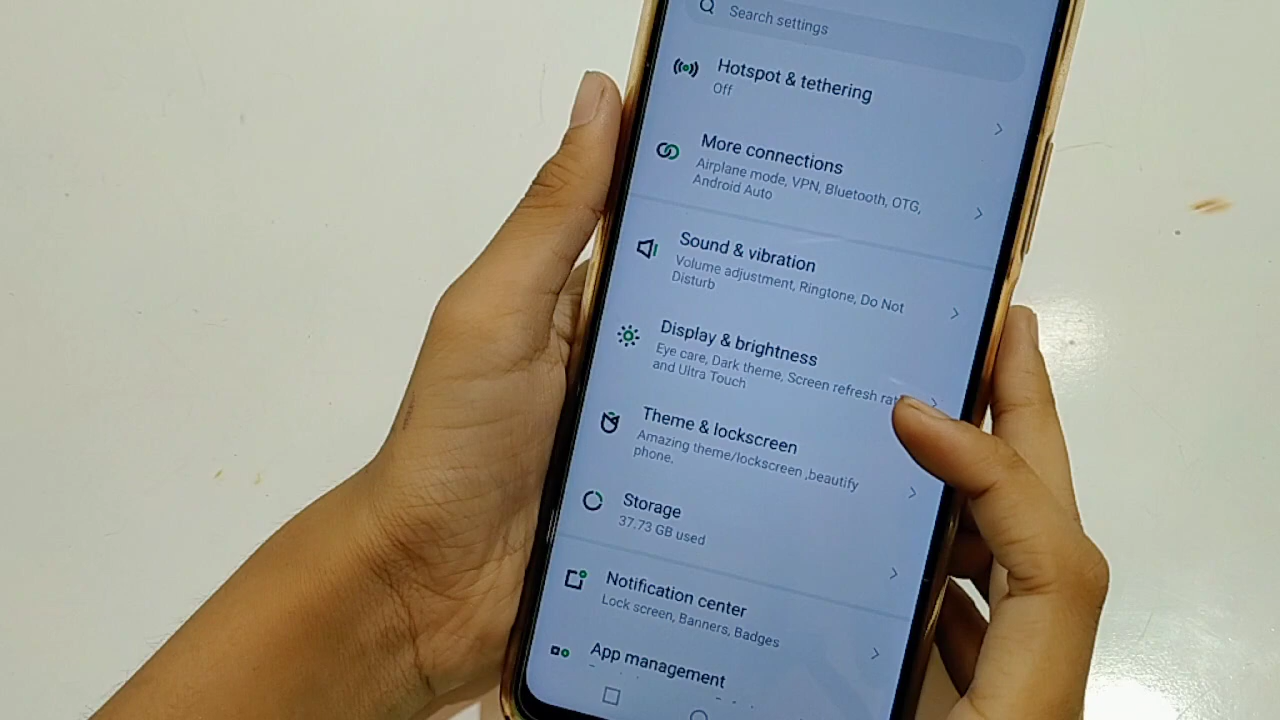 Search settings
Hotspot & tethering
Off
More connections
Airplane mode, VPN, Bluetooth, OTG,
Android Auto
Sound & vibration
Volume adjustment, Ringtone, Do Not
Disturb
Display & brightness
Eye care, Dark theme, Screen refresh
and Ultra Touch
Theme & lockscreen
Amazing theme/lockscreen ,beautify
phone.
Storage
37.73 GB used
Notification center
Lock screen, Banners, Badges
App management